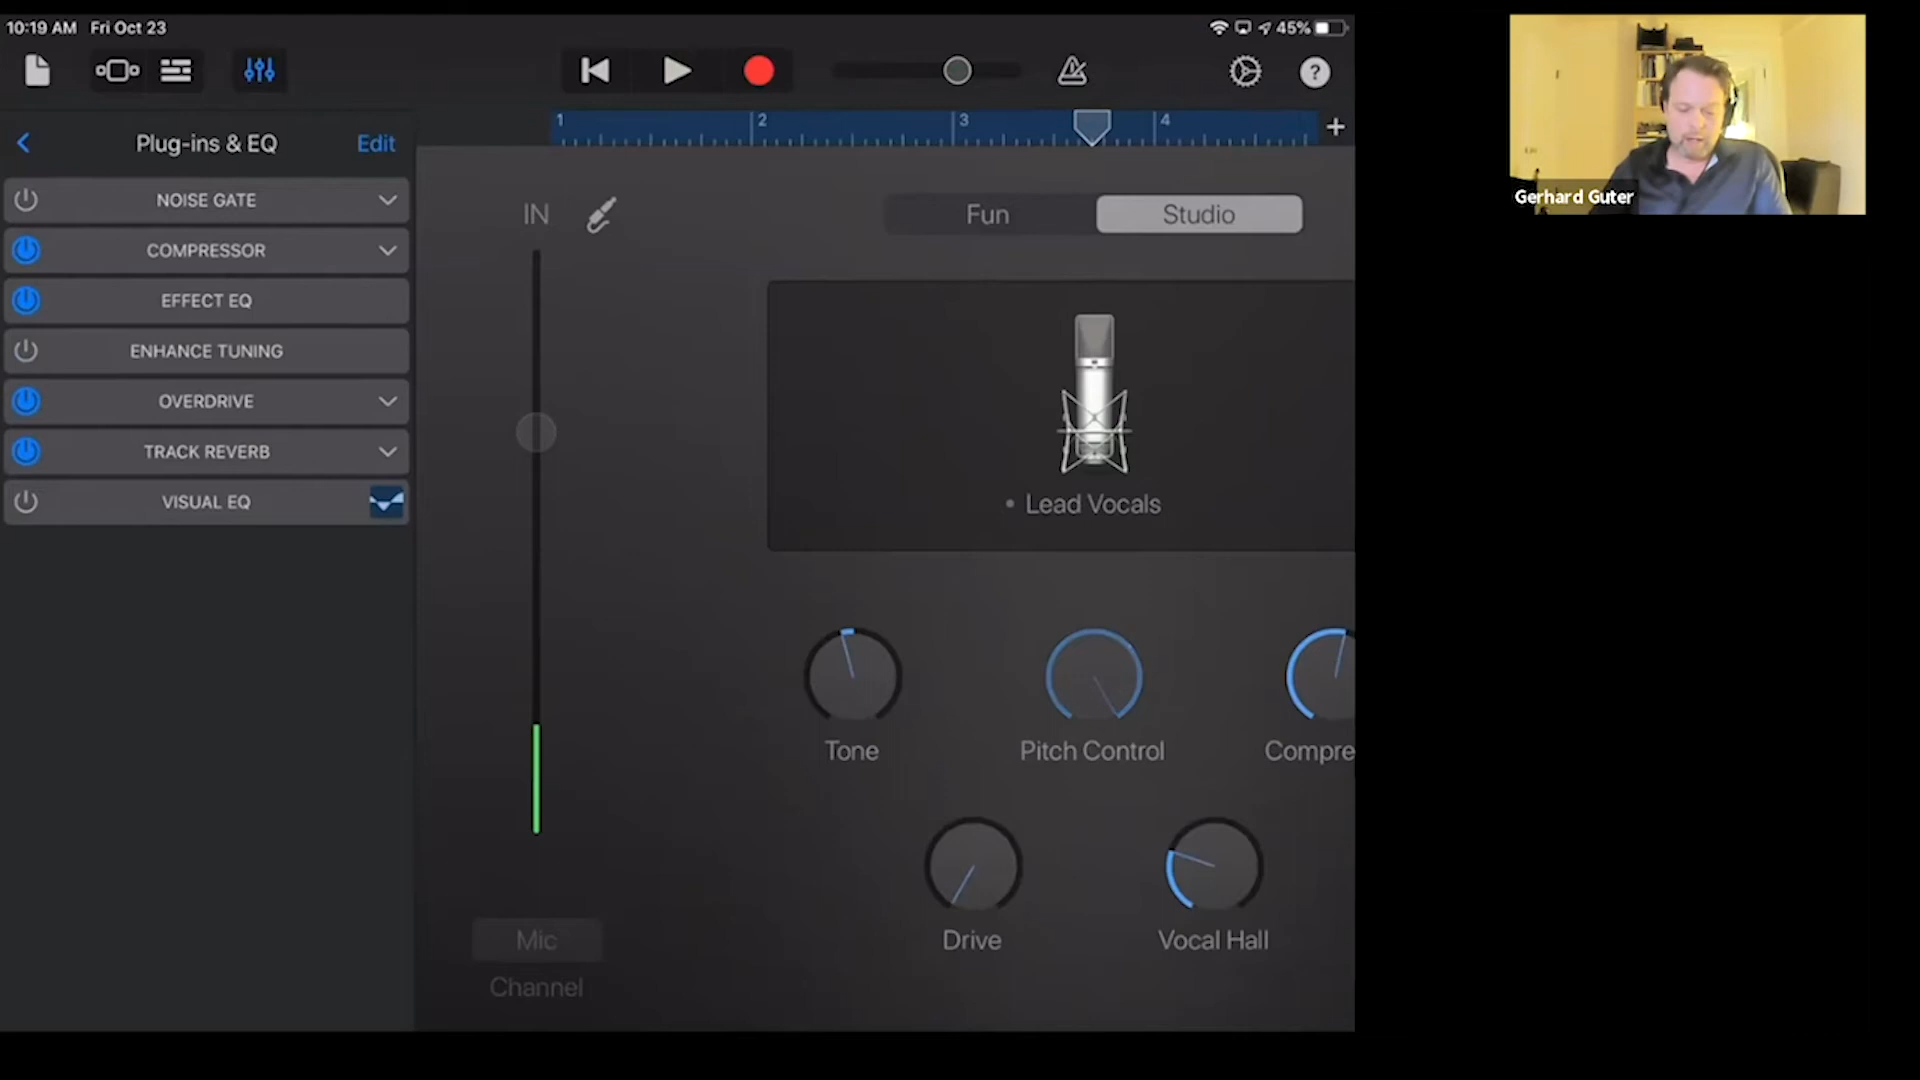 10:19 AM Fri Oct 23
45%
?
Plug-ins & EQ
Edit
1
2
3
4
+
NOISE GATE
COMPRESSOR
EFFECT EQ
ENHANCE TUNING
OVERDRIVE
TRACK REVERB
VISUAL EQ
IN
Fun
Studio
• Lead Vocals
Tone
Pitch Control
Compre
Drive
Vocal Hall
Mic
Channel
Gerhard Guter